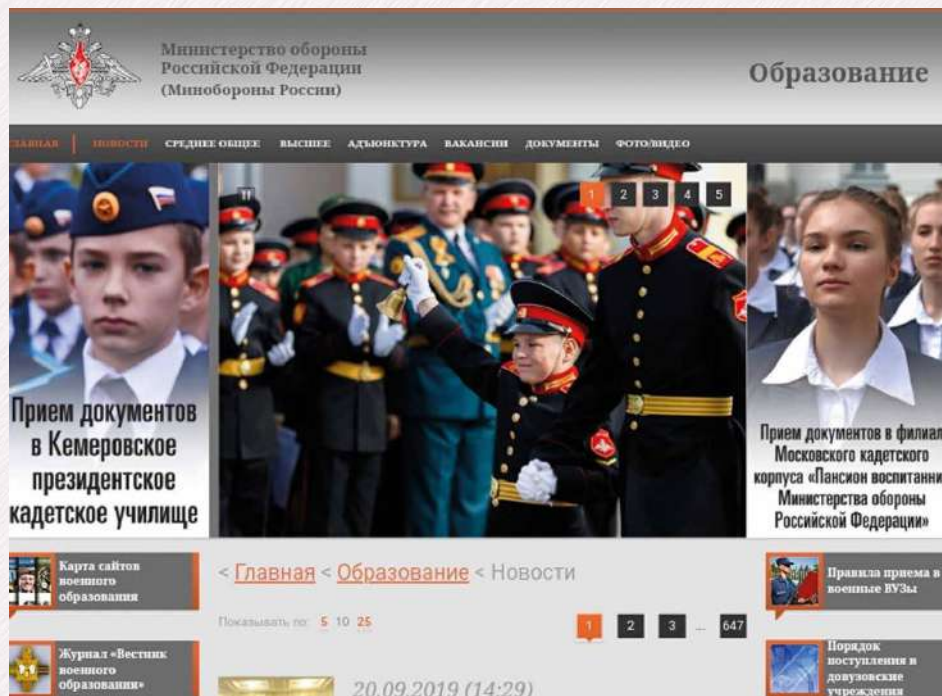 Министерство обороны
Российской Федерации
(Минобороны России)
Образование
ГЛАВНАЯ НОВОСТИ СРЕДНЕЕ ОБЩЕЕ ВЫСШЕЕ АДЪЮНКТУРА ВАКАНСИИ ДОКУМЕНТЫ ФОТО/ВИДЕО
1 2 3 4 5
Прием документов
в Кемеровское
президентское
кадетское училище
Прием документов в филиал
Московского кадетского
корпуса «Пансион воспитанни
Министерства обороны
Российской Федерации»
Карта сайтов
военного
образования
Журнал «Вестник
военного
образования»
< Главная < Образование < Новости
Показывать по: 5 10 25
1 2 3 ... 647
20.09.2019 (14:29)
Правила приема в
военные ВУЗы
Порядок
поступления в
довузовские
учреждения